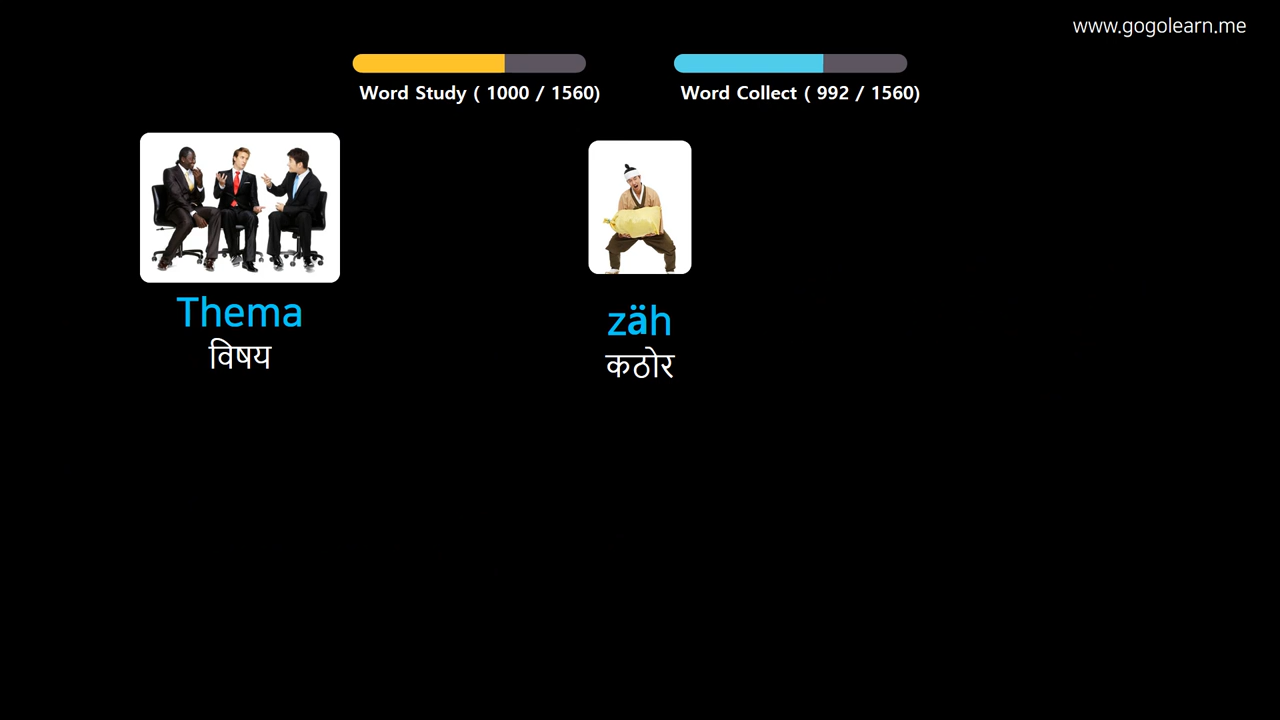 www.gogolearn.me
Word Study ( 1000 / 1560)
Word Collect ( 992 / 1560)
Thema
विषय
zäh
कठोर